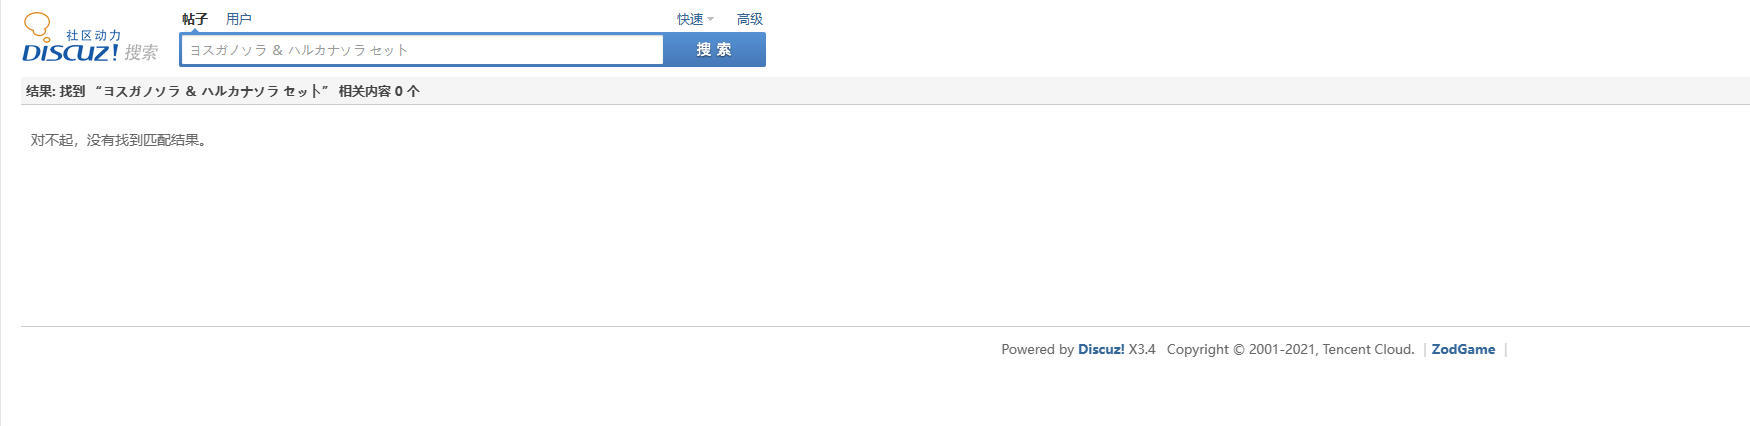 帖子 用户 快速 高级
社区动力
DISCUZ! 搜索
ヨスガノソラ ＆ ハルカナソラ セット 搜 索
结果: 找到 “ヨスガノソラ ＆ ハルカナソラ セット” 相关内容 0 个
对不起，没有找到匹配结果。
Powered by Discuz! X3.4 Copyright © 2001-2021, Tencent Cloud. | ZodGame |